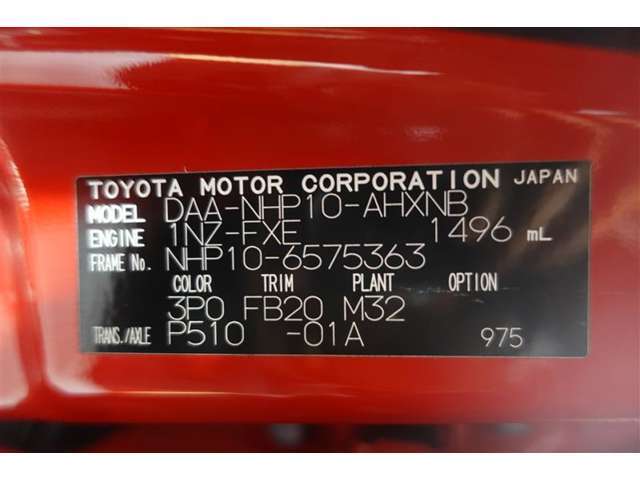 TOYOTA MOTOR CORPORATION JAPAN
MODEL DAA-NHP10-AHXNB
ENGINE 1NZ-FXE 1496 mL
FRAME No. NHP10-6575363
COLOR TRIM PLANT OPTION
3P0 FB20 M32
TRANS./AXLE P510 -01A 975